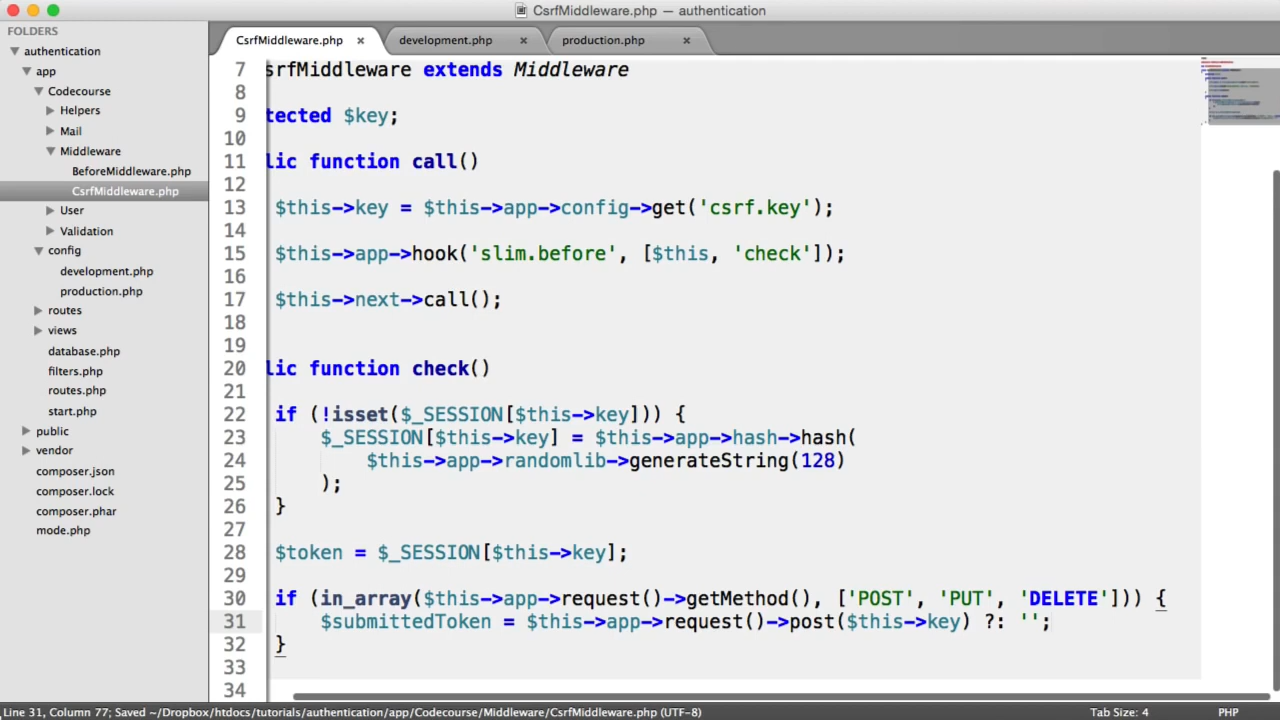 CsrfMiddleware.php — authentication
FOLDERS
authentication
app
Codecourse
Helpers
Mail
Middleware
BeforeMiddleware.php
CsrfMiddleware.php
User
Validation
config
development.php
production.php
routes
views
database.php
filters.php
routes.php
start.php
public
vendor
composer.json
composer.lock
composer.phar
mode.php
CsrfMiddleware.php × development.php × production.php ×
7 srfMiddleware extends Middleware
8
9 tected $key;
10
11 lic function call()
12
13 $this->key = $this->app->config->get('csrf.key');
14
15 $this->app->hook('slim.before', [$this, 'check']);
16
17 $this->next->call();
18
19
20 lic function check()
21
22 if (!isset($_SESSION[$this->key])) {
23 $_SESSION[$this->key] = $this->app->hash->hash(
24 $this->app->randomlib->generateString(128)
25 );
26 }
27
28 $token = $_SESSION[$this->key];
29
30 if (in_array($this->app->request()->getMethod(), ['POST', 'PUT', 'DELETE'])) {
31 $submittedToken = $this->app->request()->post($this->key) ?: '';
32 }
33
34
Line 31, Column 77; Saved ~/Dropbox/htdocs/tutorials/authentication/app/Codecourse/Middleware/CsrfMiddleware.php (UTF-8) Tab Size: 4 PHP